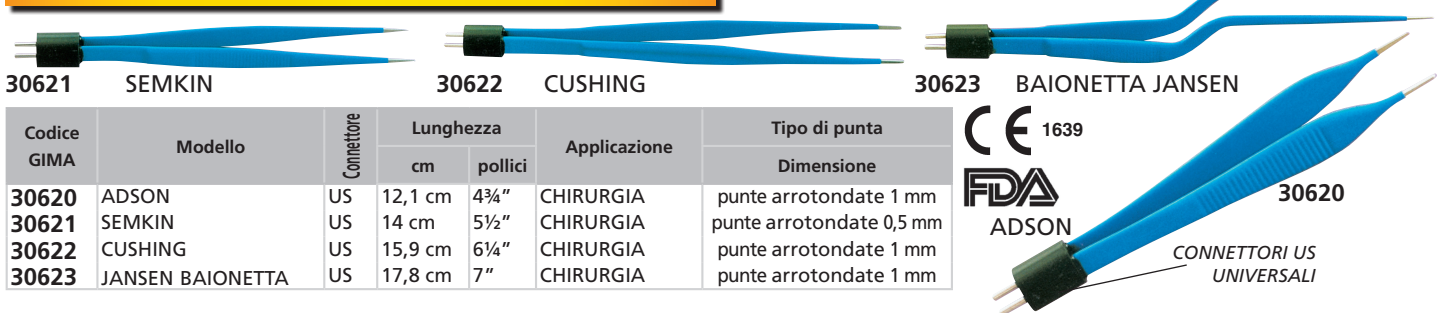 30621 SEMKIN
30622 CUSHING
30623 BAIONETTA JANSEN
Codice GIMA Modello Connettore Lunghezza Applicazione Tipo di punta
cm pollici Dimensione
30620 ADSON US 12,1 cm 4¾” CHIRURGIA punte arrotondate 1 mm
30621 SEMKIN US 14 cm 5½” CHIRURGIA punte arrotondate 0,5 mm
30622 CUSHING US 15,9 cm 6¼” CHIRURGIA punte arrotondate 1 mm
30623 JANSEN BAIONETTA US 17,8 cm 7” CHIRURGIA punte arrotondate 1 mm
CE 1639
FDA
ADSON
30620
CONNETTORI US
UNIVERSALI